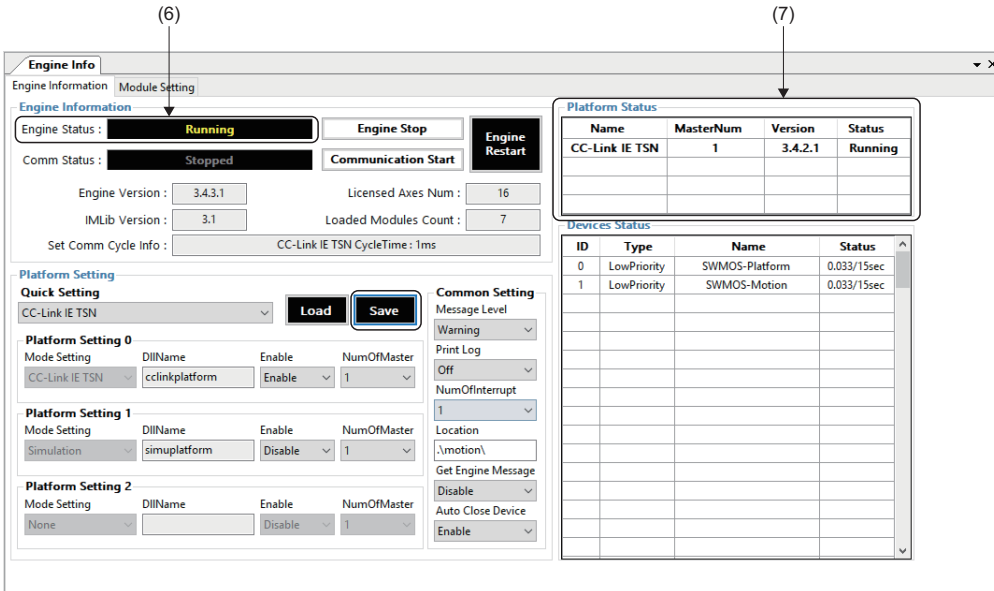 (6) (7)
Engine Info
Engine Information Module Setting
Engine Information
Engine Status : Running Engine Stop Engine Restart
Comm Status : Stopped Communication Start
Engine Version : 3.4.3.1 Licensed Axes Num : 16
IMLib Version : 3.1 Loaded Modules Count : 7
Set Comm Cycle Info : CC-Link IE TSN CycleTime : 1ms
Platform Status
Name MasterNum Version Status
CC-Link IE TSN 1 3.4.2.1 Running
Devices Status
ID Type Name Status
0 LowPriority SWMOS-Platform 0.033/15sec
1 LowPriority SWMOS-Motion 0.033/15sec
Platform Setting
Quick Setting
CC-Link IE TSN Load Save
Platform Setting 0
Mode Setting DllName Enable NumOfMaster
CC-Link IE TSN cclinkplatform Enable 1
Platform Setting 1
Mode Setting DllName Enable NumOfMaster
Simulation simuplatform Disable 1
Platform Setting 2
Mode Setting DllName Enable NumOfMaster
None Disable 1
Common Setting
Message Level
Warning
Print Log
Off
NumOfInterrupt
1
Location
.\motion\
Get Engine Message
Disable
Auto Close Device
Enable